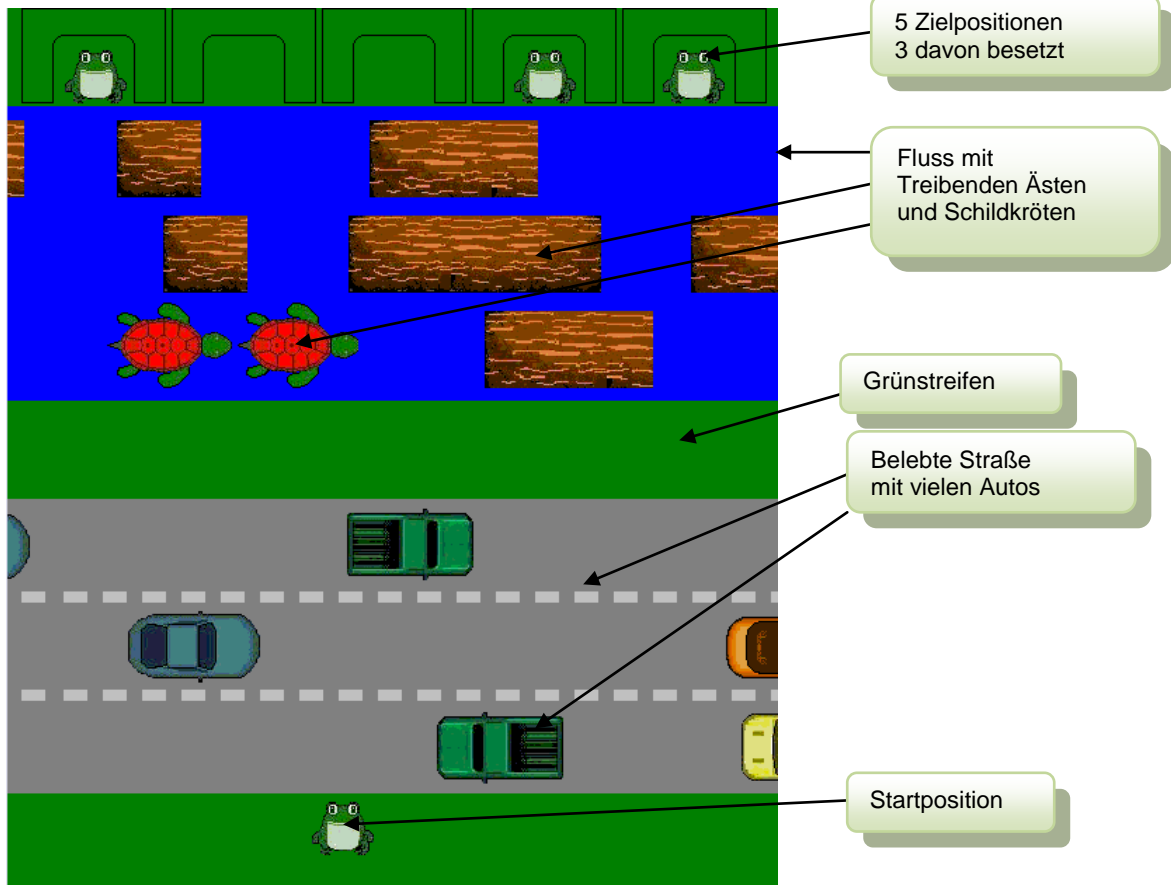 5 Zielpositionen
3 davon besetzt
Fluss mit
Treibenden Ästen
und Schildkröten
Grünstreifen
Belebte Straße
mit vielen Autos
Startposition